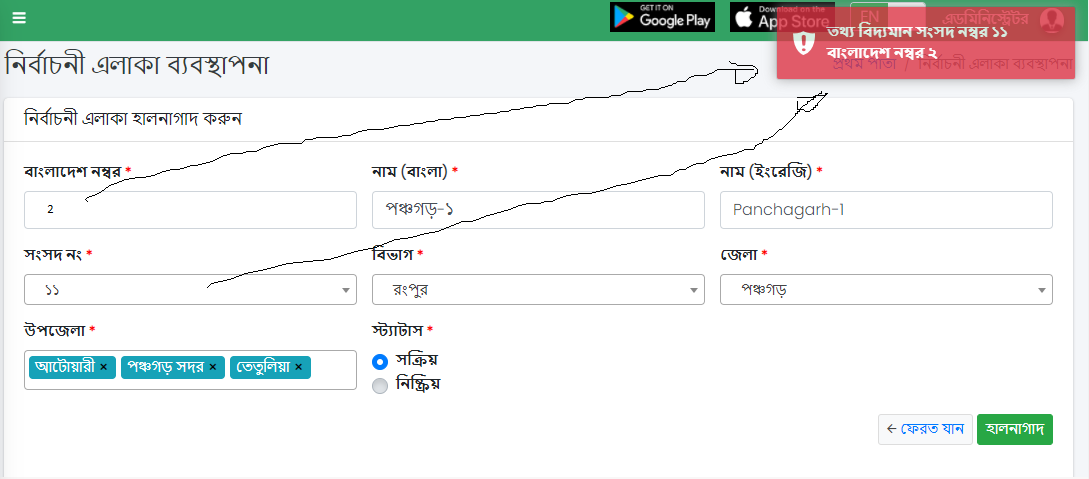 GET IT ON
Google Play
Download on the
App Store
EN
এডমিনিস্ট্রেটর
তথ্য বিদ্যমান সংসদ নম্বর ১১
বাংলাদেশ নম্বর ২
নির্বাচনী এলাকা ব্যবস্থাপনা
প্রথম পাতা / নির্বাচনী এলাকা ব্যবস্থাপনা
নির্বাচনী এলাকা হালনাগাদ করুন
বাংলাদেশ নম্বর * নাম (বাংলা) * নাম (ইংরেজি) *
2 পঞ্চগড়-১ Panchagarh-1
সংসদ নং * বিভাগ * জেলা *
১১ রংপুর পঞ্চগড়
উপজেলা * স্ট্যাটাস *
আটোয়ারী × পঞ্চগড় সদর × তেতুলিয়া × সক্রিয়
নিষ্ক্রিয়
← ফেরত যান হালনাগাদ